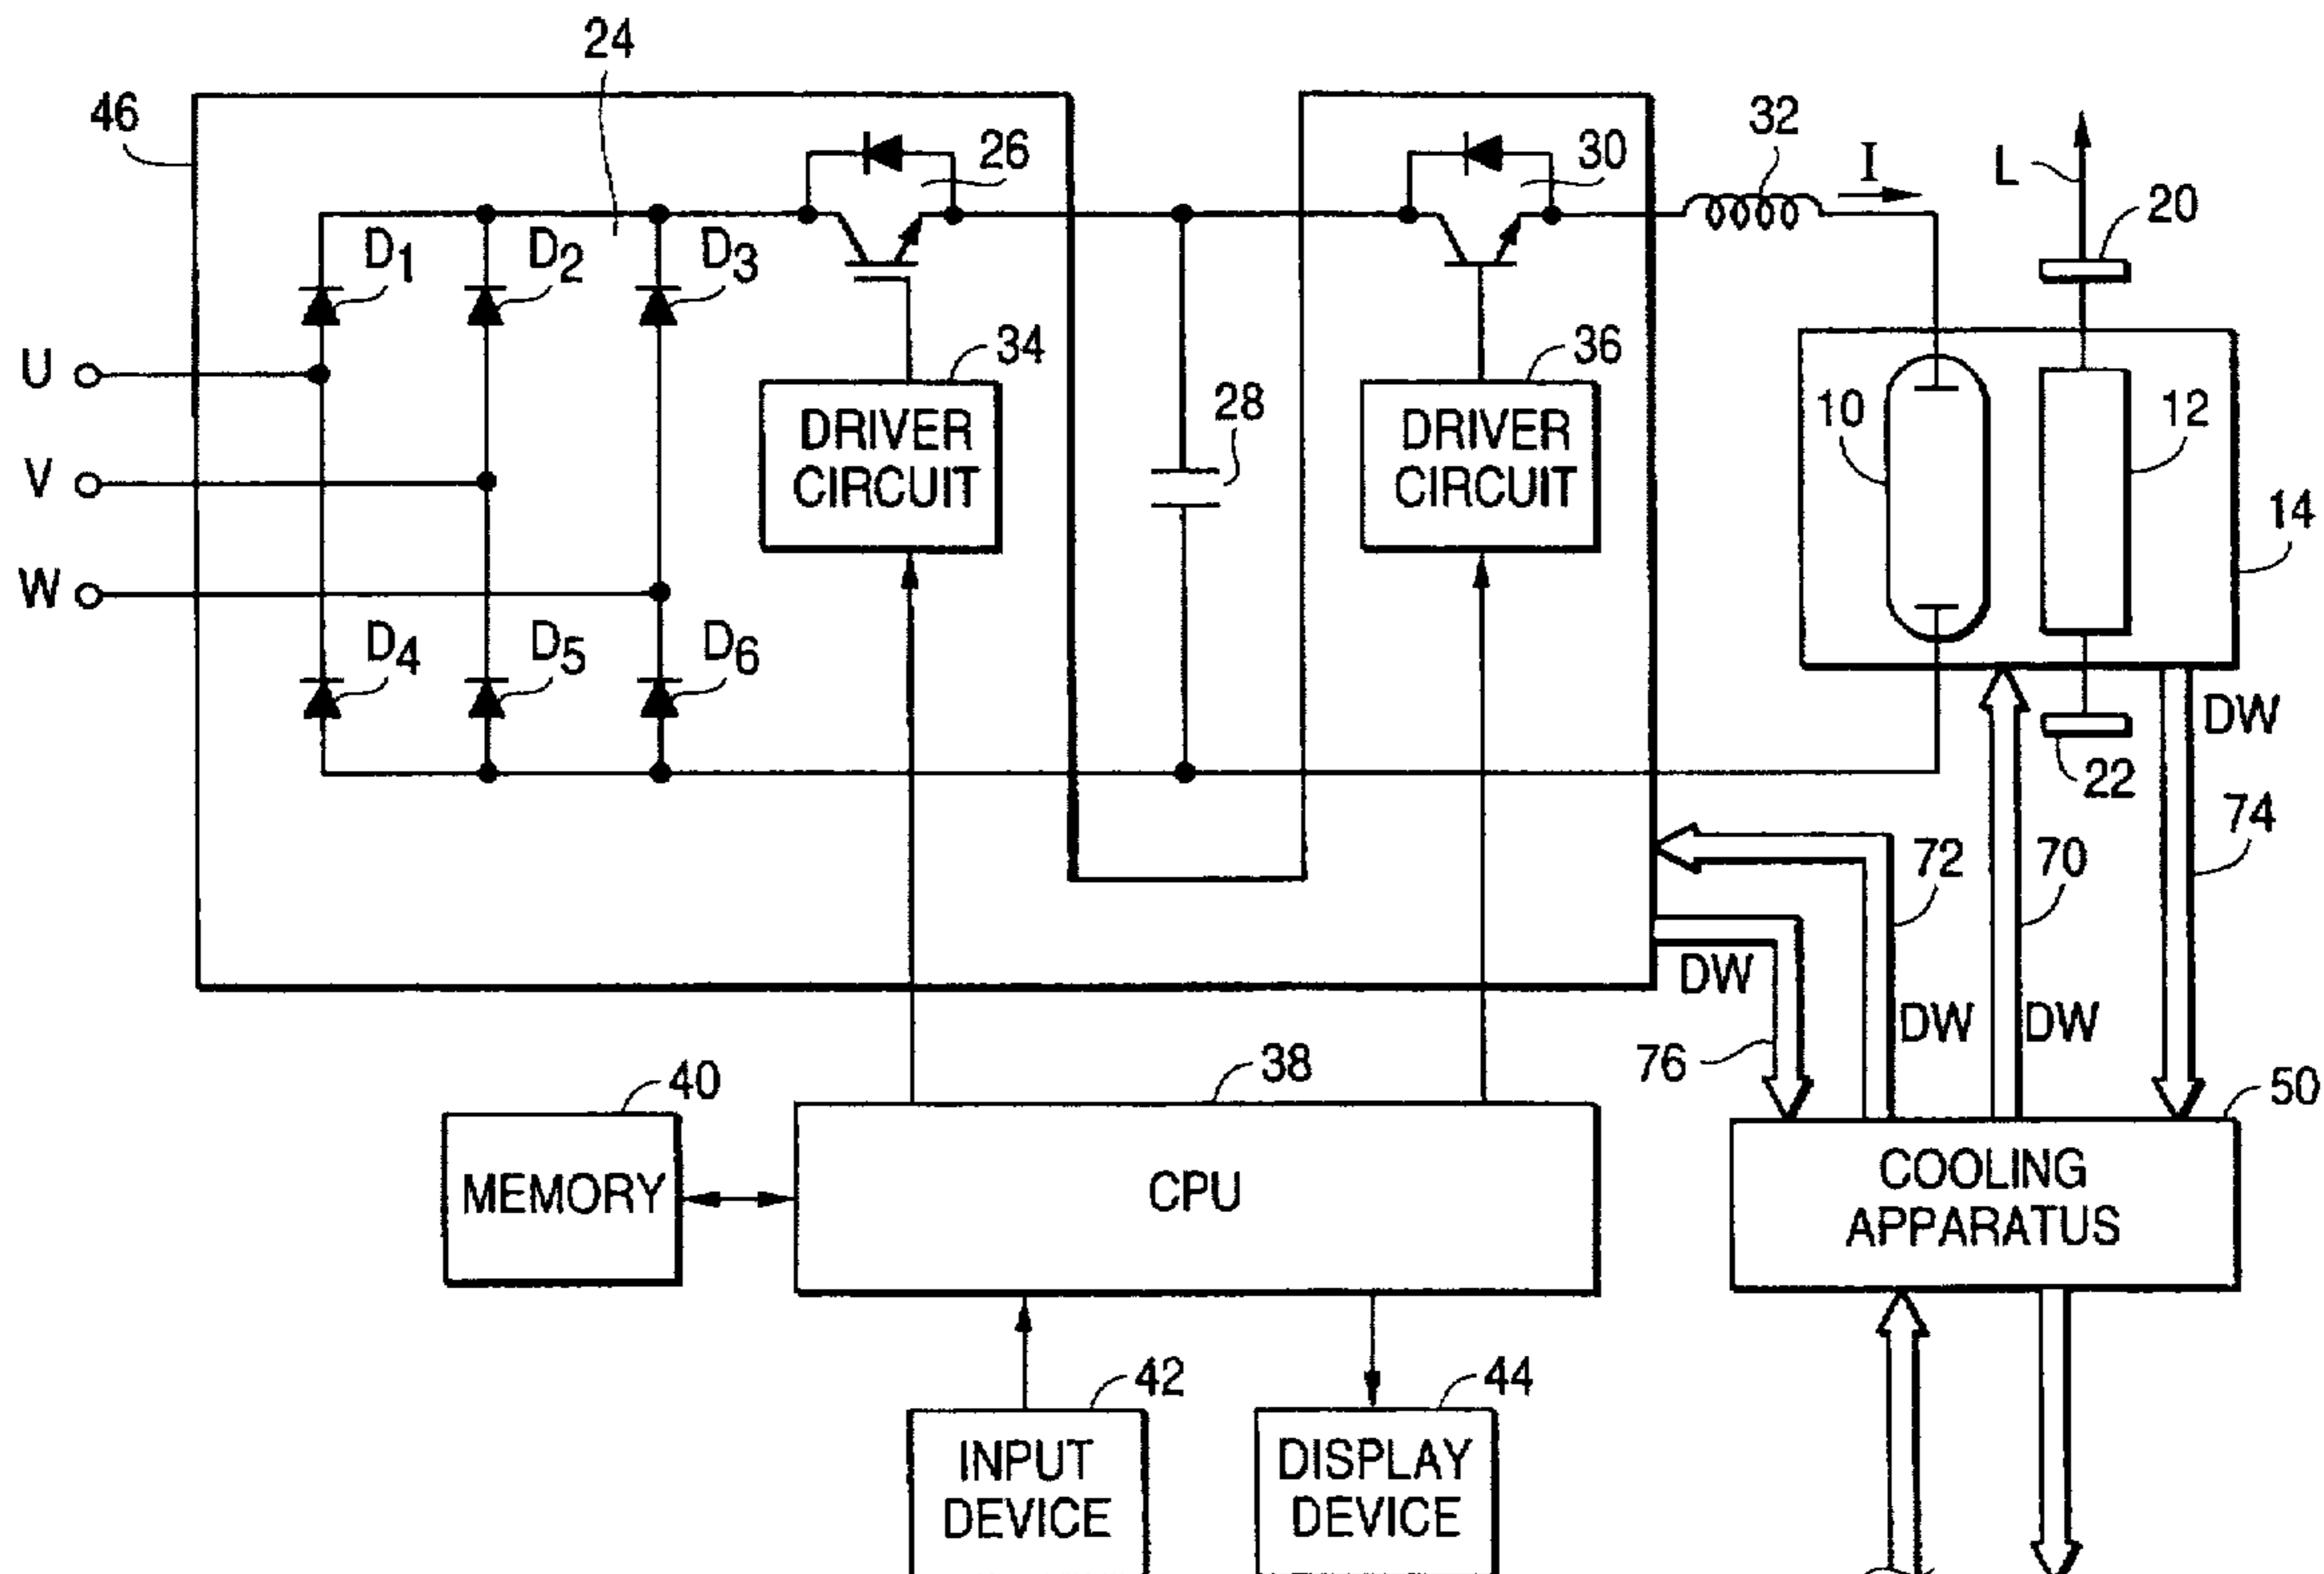 24
46
26
30
32
I
L
20
D1
D2
D3
34
36
U
10
12
DRIVER
CIRCUIT
28
DRIVER
CIRCUIT
V
14
W
D4
D5
D6
DW
22
74
72
70
DW
DW
DW
76
38
40
50
MEMORY
CPU
COOLING
APPARATUS
42
44
INPUT
DEVICE
DISPLAY
DEVICE